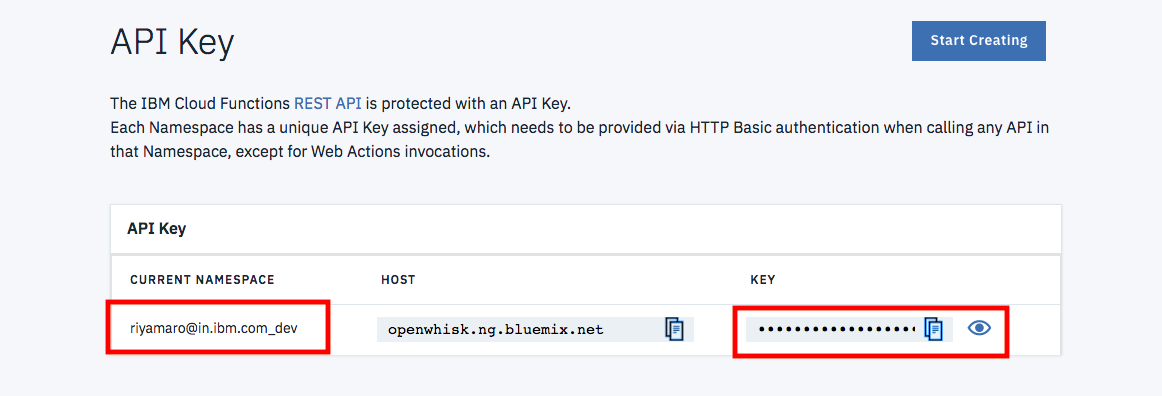 API Key
Start Creating
The IBM Cloud Functions REST API is protected with an API Key.
Each Namespace has a unique API Key assigned, which needs to be provided via HTTP Basic authentication when calling any API in
that Namespace, except for Web Actions invocations.
API Key
CURRENT NAMESPACE HOST KEY
riyamaro@in.ibm.com_dev openwhisk.ng.bluemix.net ••••••••••••••••••